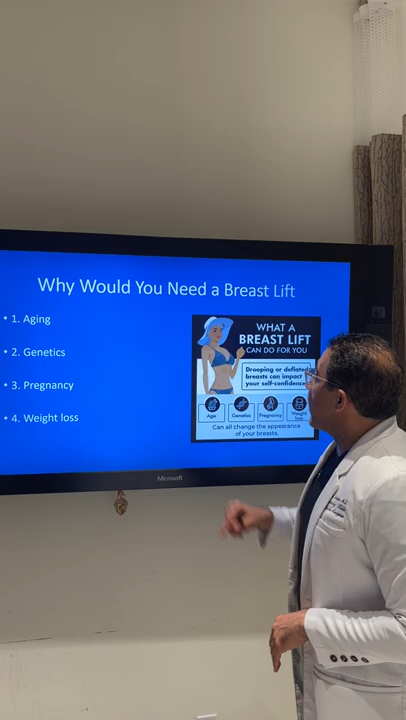 Why Would You Need a Breast Lift
• 1. Aging
• 2. Genetics
• 3. Pregnancy
• 4. Weight loss
WHAT A
BREAST LIFT
CAN DO FOR YOU
Drooping or deflated
breasts can impact
your self-confidence
Age
Genetics
Pregnancy
Weight
loss
Can all change the appearance
of your breasts.
Microsoft